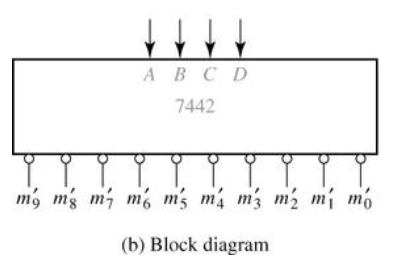 A B C D
7442
m′₉ m′₈ m′₇ m′₆ m′₅ m′₄ m′₃ m′₂ m′₁ m′₀
(b) Block diagram